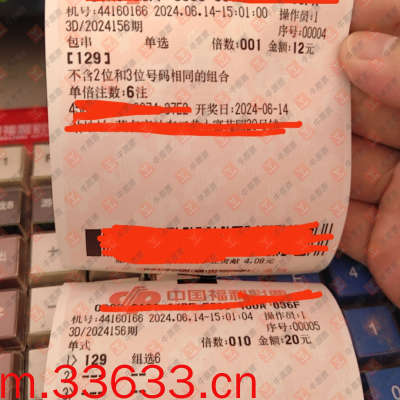 机号:44160166 2024.06.14-15:01:00 操作员:1
3D/2024156期 序号:00004
包串 单选 倍数:001 金额:12元
【129】
不含2位和3位号码相同的组合
单倍注数:6注
开奖日:2024-06-14
4.08元
中国福利彩票
036F
机号:44160166 2024.06.14-15:01:04 操作员:1
3D/2024156期 序号:00005
单式 倍数:010 金额:20元
129 组选6
m.33633.cn